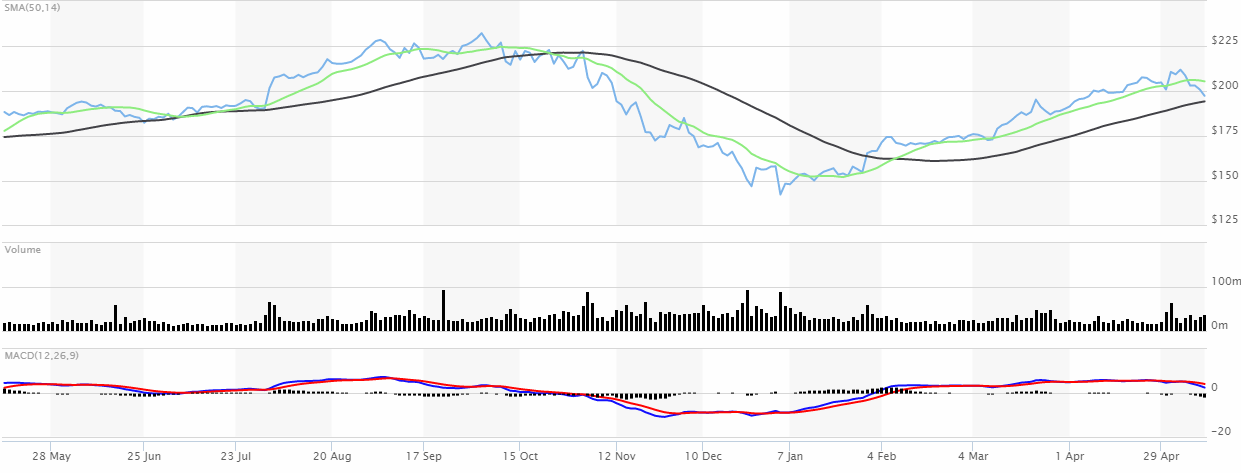 SMA(50,14)
$225
$200
$175
$150
$125
Volume
100m
0m
MACD(12,26,9)
0
−20
28 May 25 Jun 23 Jul 20 Aug 17 Sep 15 Oct 12 Nov 10 Dec 7 Jan 4 Feb 4 Mar 1 Apr 29 Apr